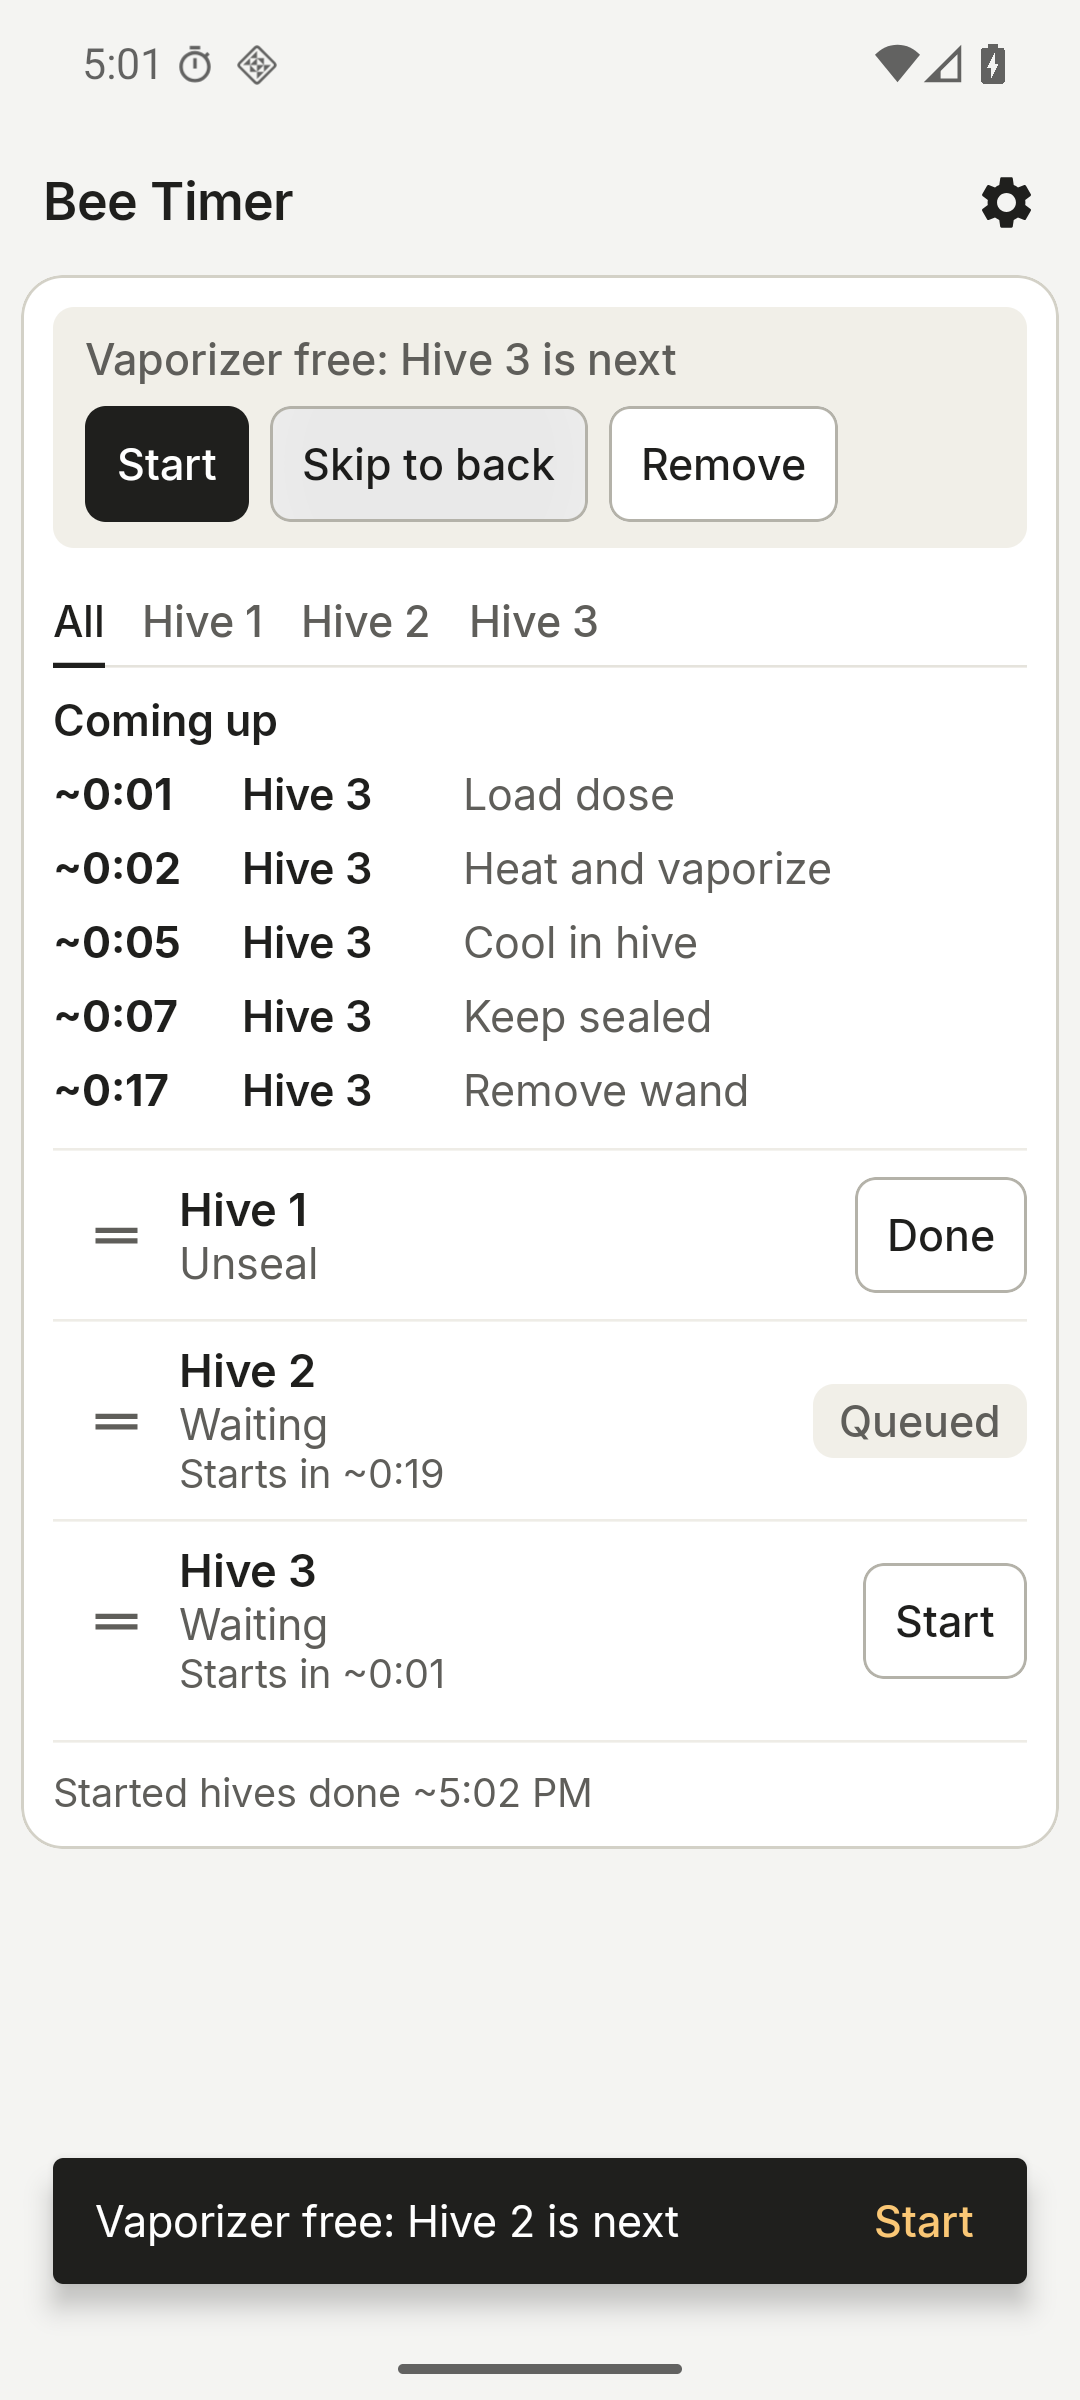 5:01
Bee Timer
Vaporizer free: Hive 3 is next
Start Skip to back Remove
All Hive 1 Hive 2 Hive 3
Coming up
~0:01 Hive 3 Load dose
~0:02 Hive 3 Heat and vaporize
~0:05 Hive 3 Cool in hive
~0:07 Hive 3 Keep sealed
~0:17 Hive 3 Remove wand
Hive 1
Unseal
Done
Hive 2
Waiting
Starts in ~0:19
Queued
Hive 3
Waiting
Starts in ~0:01
Start
Started hives done ~5:02 PM
Vaporizer free: Hive 2 is next Start